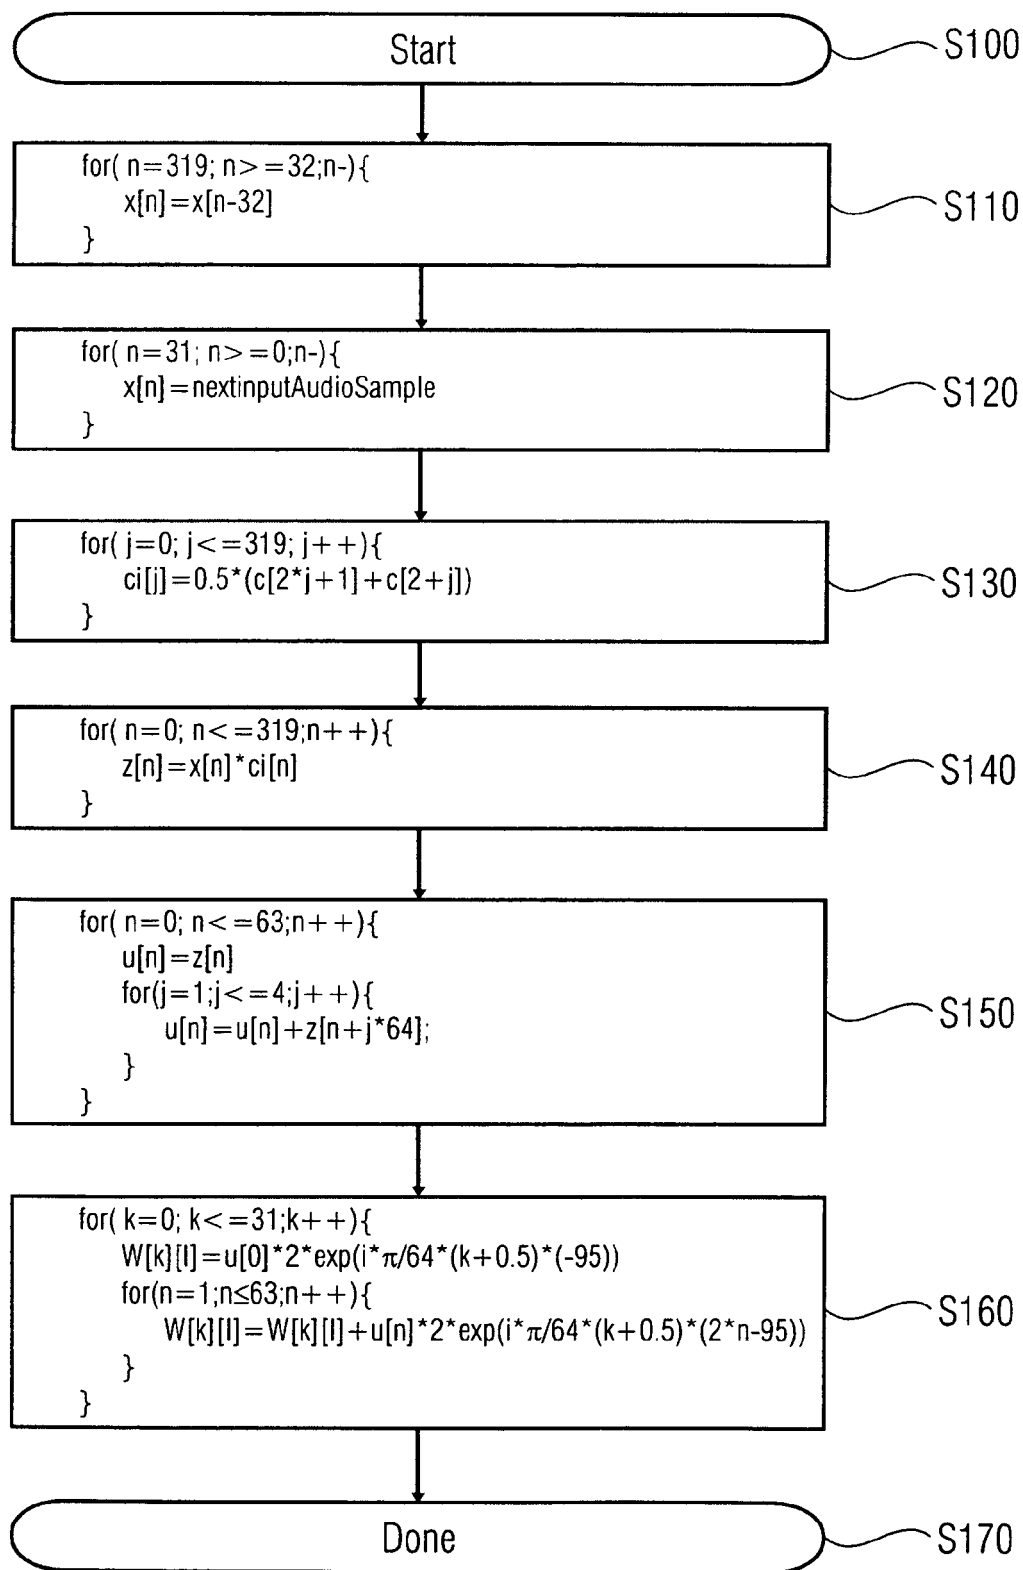 Start
S100
for( n=319; n>=32;n-){
x[n]=x[n-32]
}
S110
for( n=31; n>=0;n-){
x[n]=nextinputAudioSample
}
S120
for( j=0; j<=319; j++){
ci[j]=0.5*(c[2*j+1]+c[2+j])
}
S130
for( n=0; n<=319;n++){
z[n]=x[n]*ci[n]
}
S140
for( n=0; n<=63;n++){
u[n]=z[n]
for(j=1;j<=4;j++){
u[n]=u[n]+z[n+j*64];
}
}
S150
for( k=0; k<=31;k++){
W[k][l]=u[0]*2*exp(i*π/64*(k+0.5)*(-95))
for(n=1;n≤63;n++){
W[k][l]=W[k][l]+u[n]*2*exp(i*π/64*(k+0.5)*(2*n-95))
}
}
S160
Done
S170